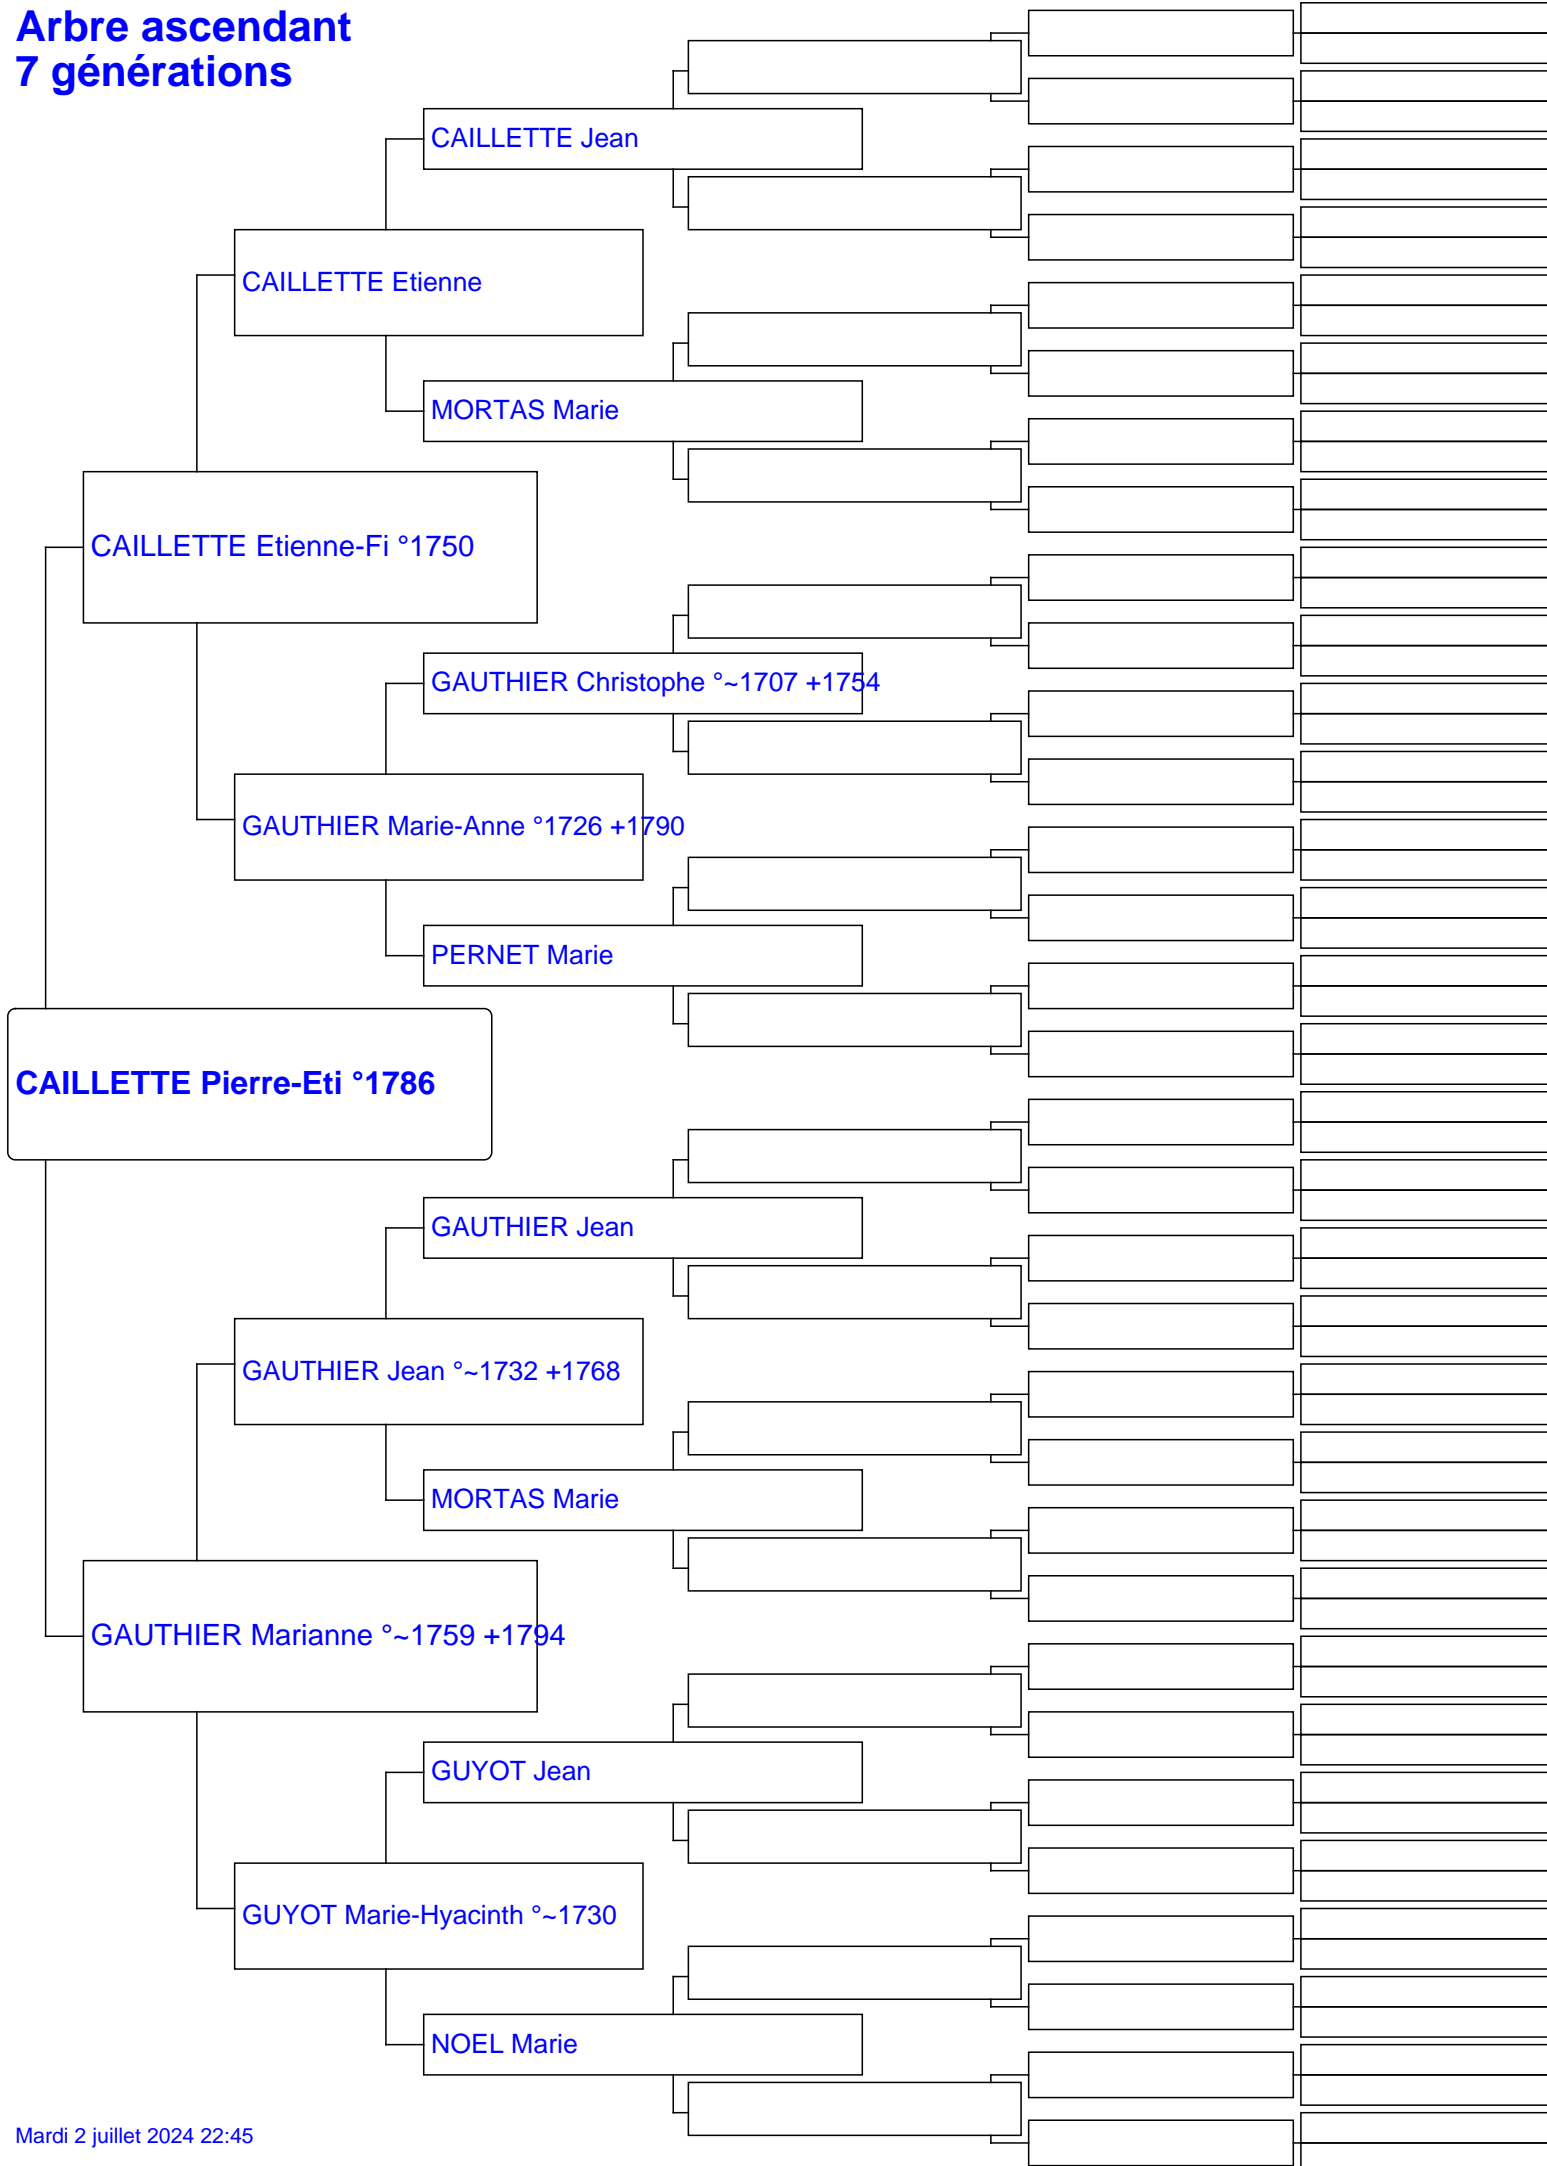 Arbre ascendant
7 générations
CAILLETTE Jean
CAILLETTE Etienne
MORTAS Marie
CAILLETTE Etienne-Fi °1750
GAUTHIER Christophe °~1707 +1754
GAUTHIER Marie-Anne °1726 +1790
PERNET Marie
CAILLETTE Pierre-Eti °1786
GAUTHIER Jean
GAUTHIER Jean °~1732 +1768
MORTAS Marie
GAUTHIER Marianne °~1759 +1794
GUYOT Jean
GUYOT Marie-Hyacinth °~1730
NOEL Marie
Mardi 2 juillet 2024 22:45